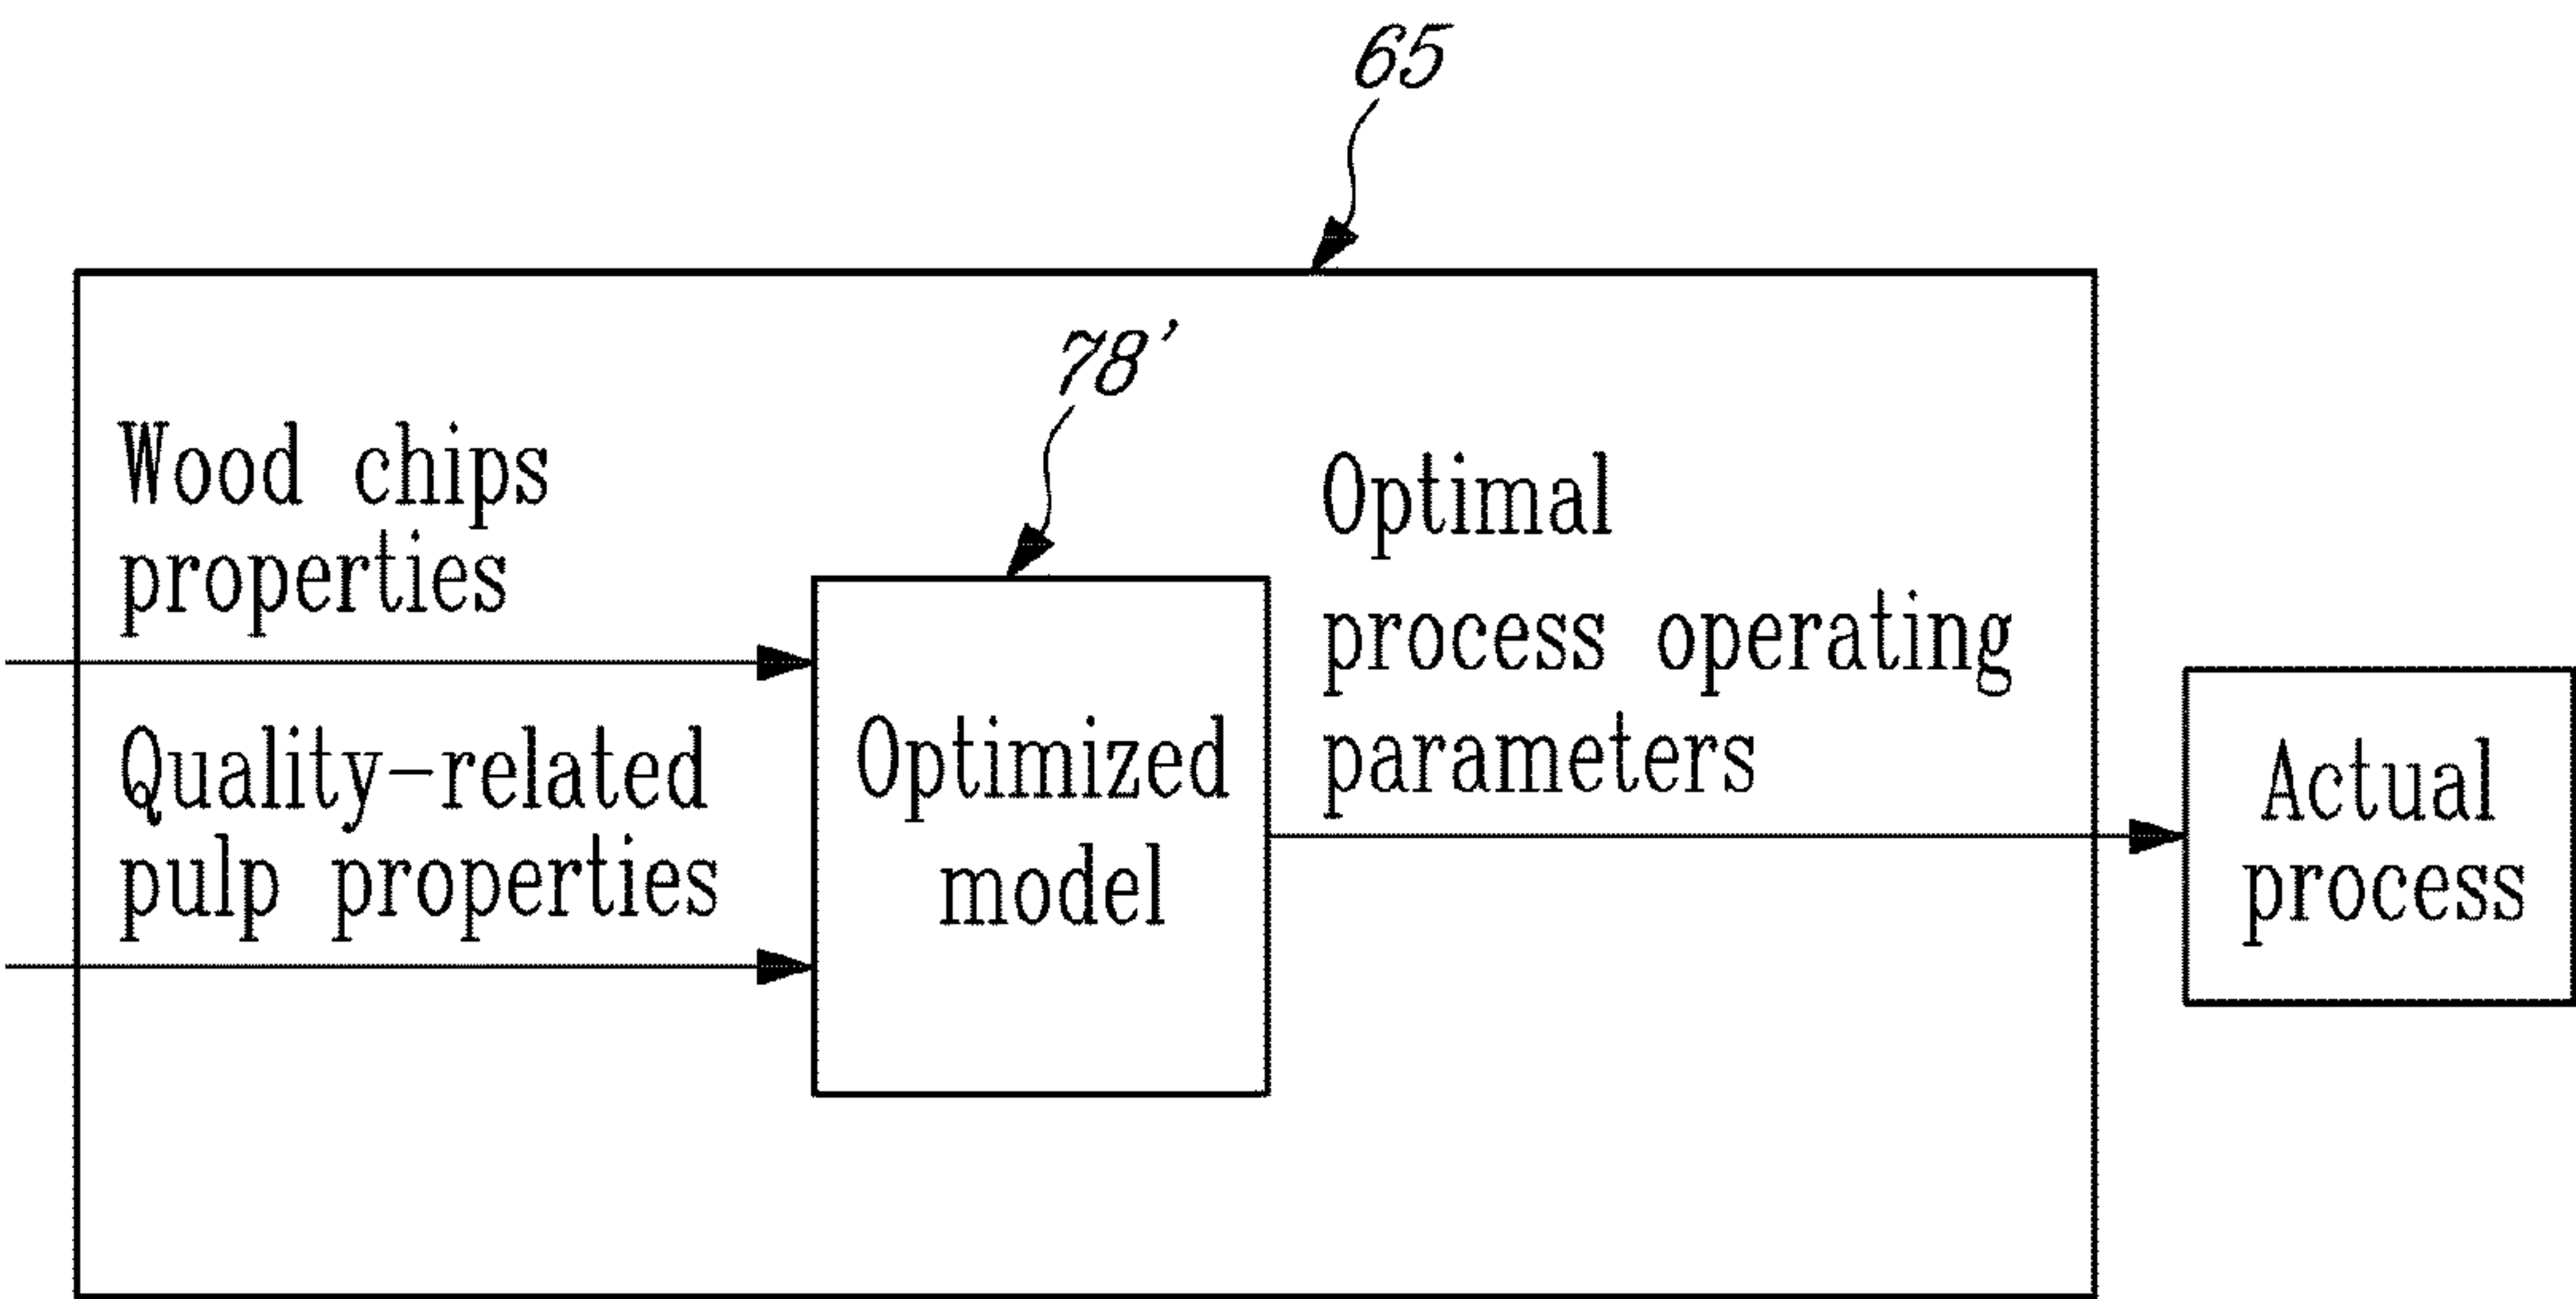 65
78'
Wood chips
properties
Quality-related
pulp properties
Optimized
model
Optimal
process operating
parameters
Actual
process